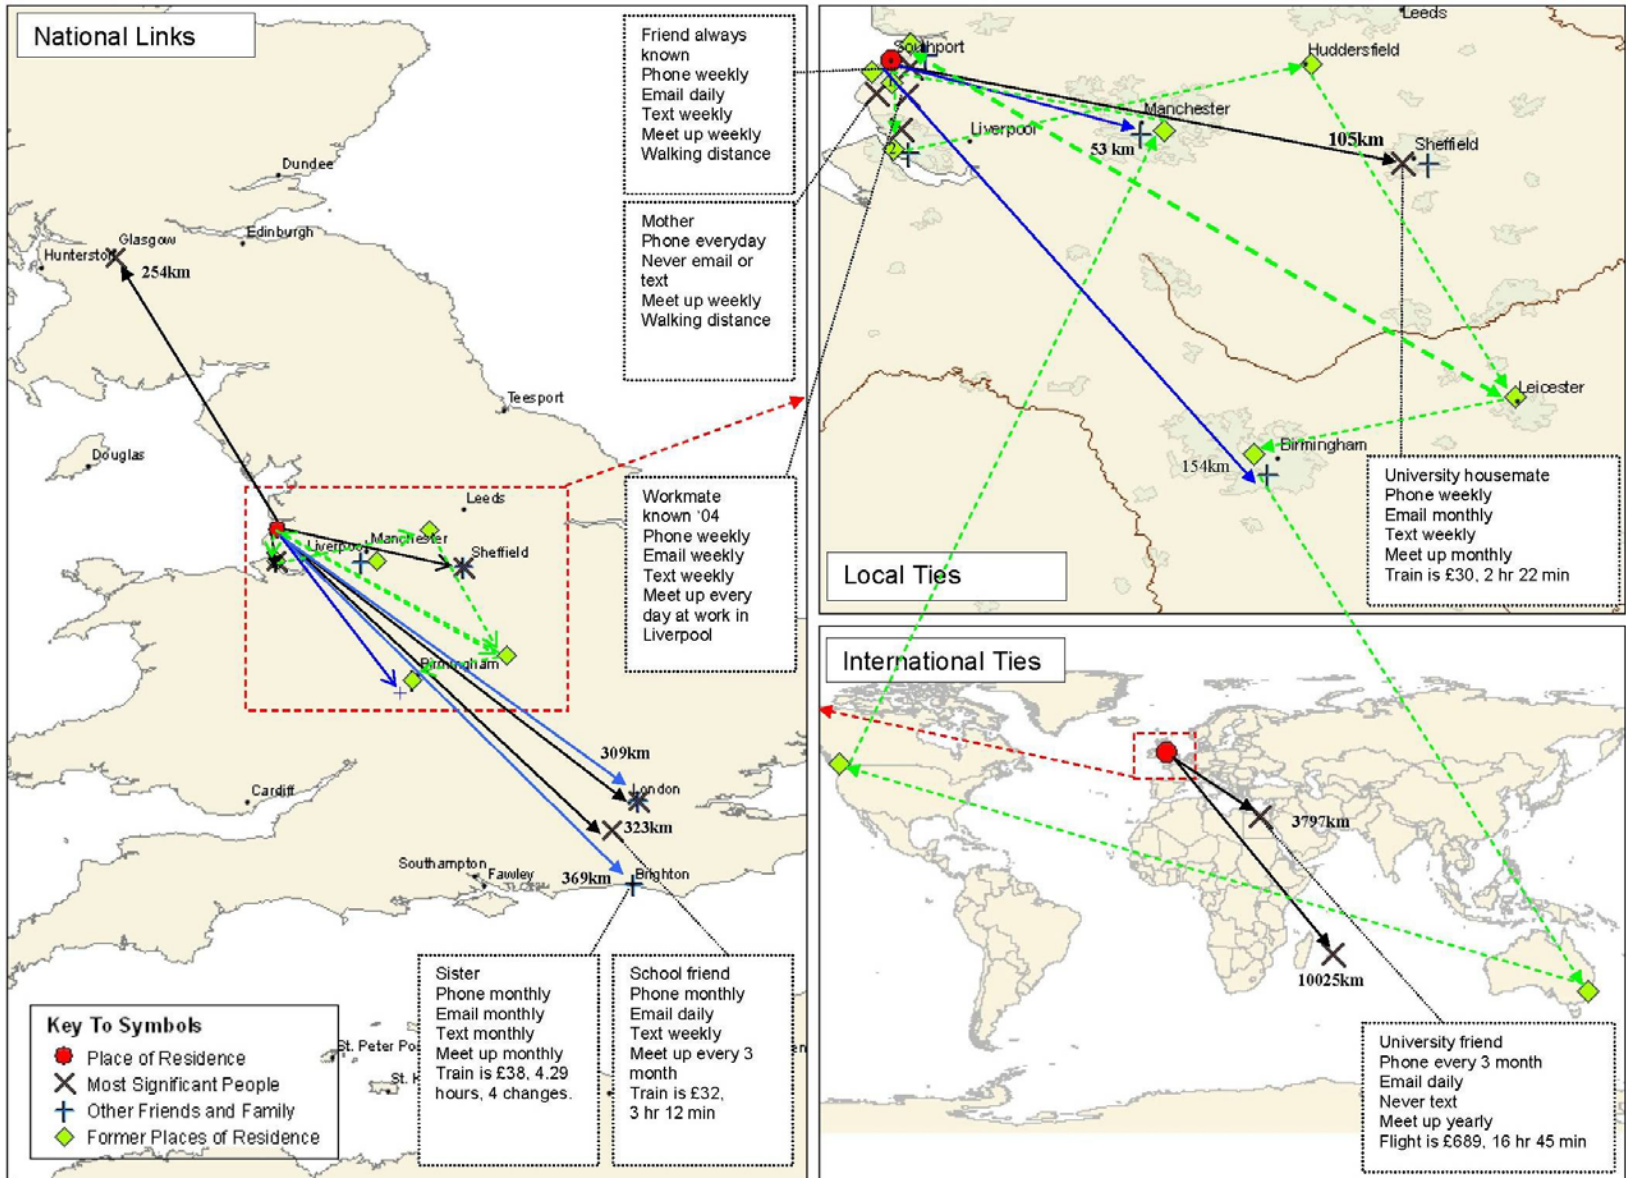 National Links
Dundee
Glasgow
Edinburgh
Hunterston
254km
Teesport
Douglas
Leeds
Liverpool
Manchester
Sheffield
Birmingham
309km
London
Cardiff
323km
Southampton
Fawley
369km
Brighton
Key To Symbols
Place of Residence
Most Significant People
Other Friends and Family
Former Places of Residence
Friend always
known
Phone weekly
Email daily
Text weekly
Meet up weekly
Walking distance
Mother
Phone everyday
Never email or
text
Meet up weekly
Walking distance
Workmate
known ‘04
Phone weekly
Email weekly
Text weekly
Meet up every
day at work in
Liverpool
Sister
Phone monthly
Email monthly
Text monthly
Meet up monthly
Train is £38, 4.29
hours, 4 changes.
School friend
Phone monthly
Email daily
Text weekly
Meet up every 3
month
Train is £32,
3 hr 12 min
St. Peter
St.
Leeds
Southport
Huddersfield
1
Manchester
Liverpool
53 km
105km
Sheffield
2
Leicester
Birmingham
154km
Local Ties
University housemate
Phone weekly
Email monthly
Text weekly
Meet up monthly
Train is £30, 2 hr 22 min
International Ties
3797km
10025km
University friend
Phone every 3 month
Email daily
Never text
Meet up yearly
Flight is £689, 16 hr 45 min